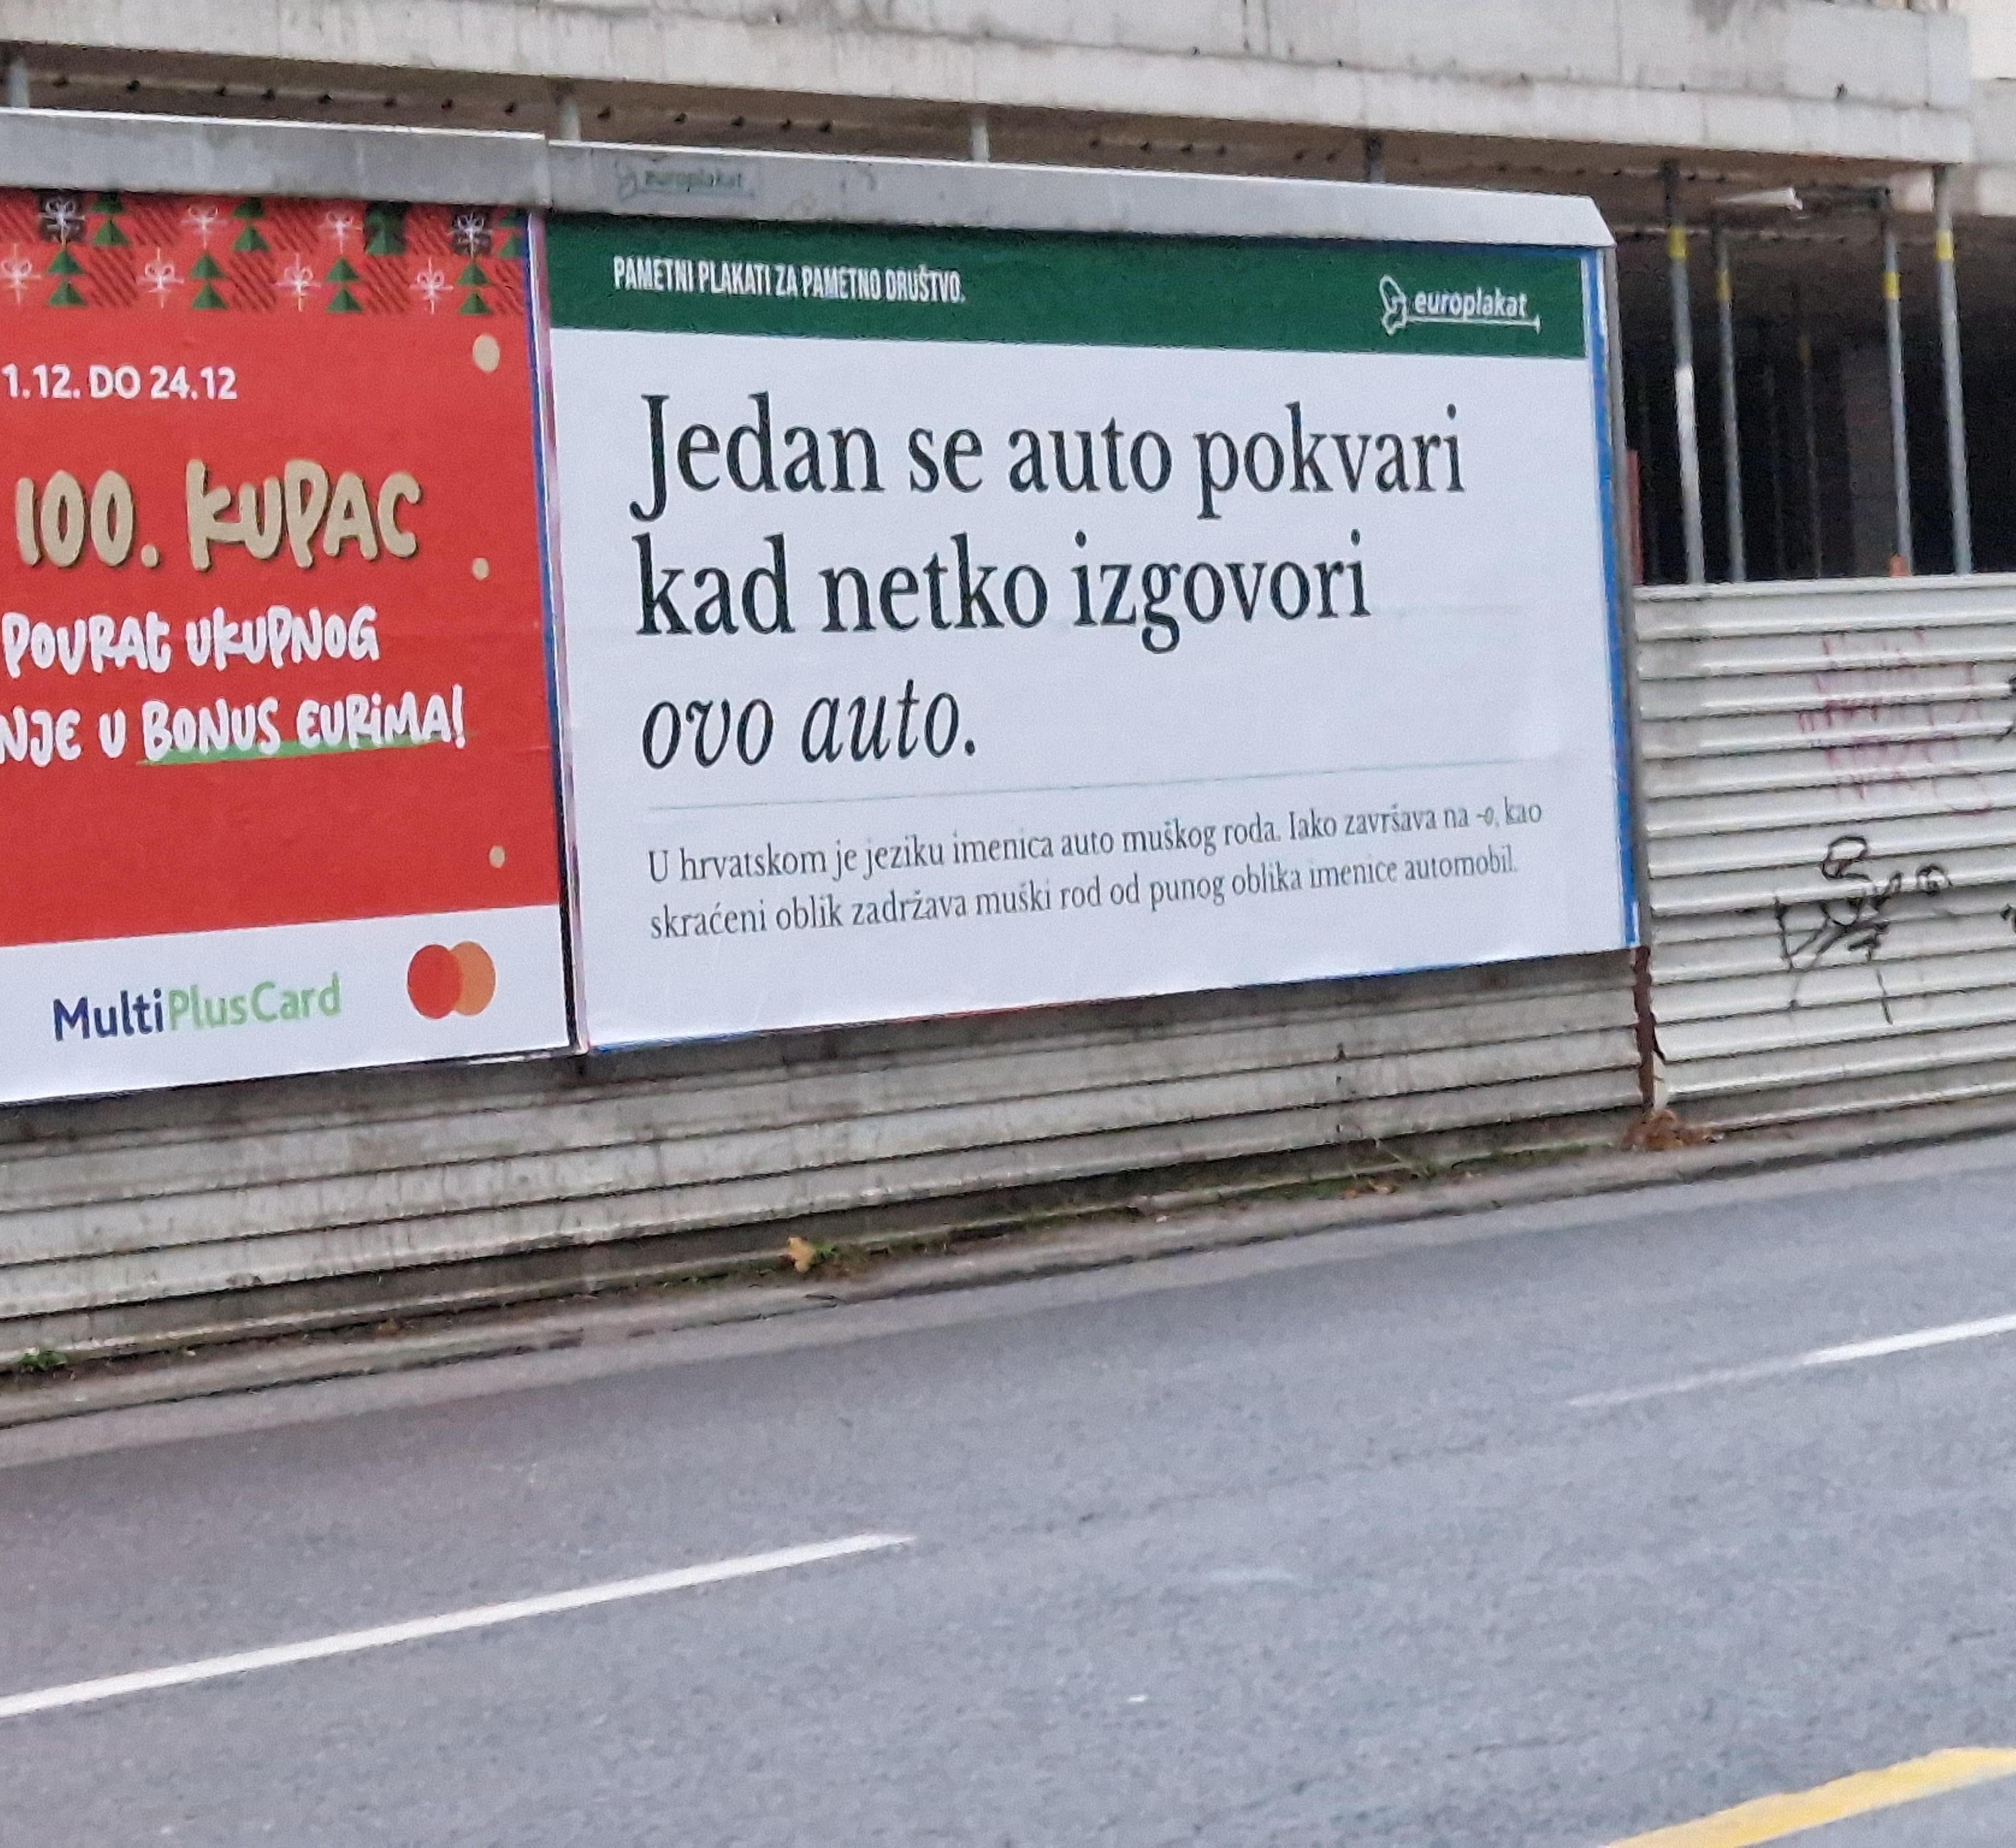 1.12. DO 24.12
100. KUPAC
POVRAt UKUPNOG
NJE U BONUS EURIMA!
MultiPlusCard
europlakat
PAMETNI PLAKATI ZA PAMETNO DRUŠTVO.
europlakat
Jedan se auto pokvari
kad netko izgovori
ovo auto.
U hrvatskom je jeziku imenica auto muškog roda. Iako završava na -o, kao
skraćeni oblik zadržava muški rod od punog oblika imenice automobil.